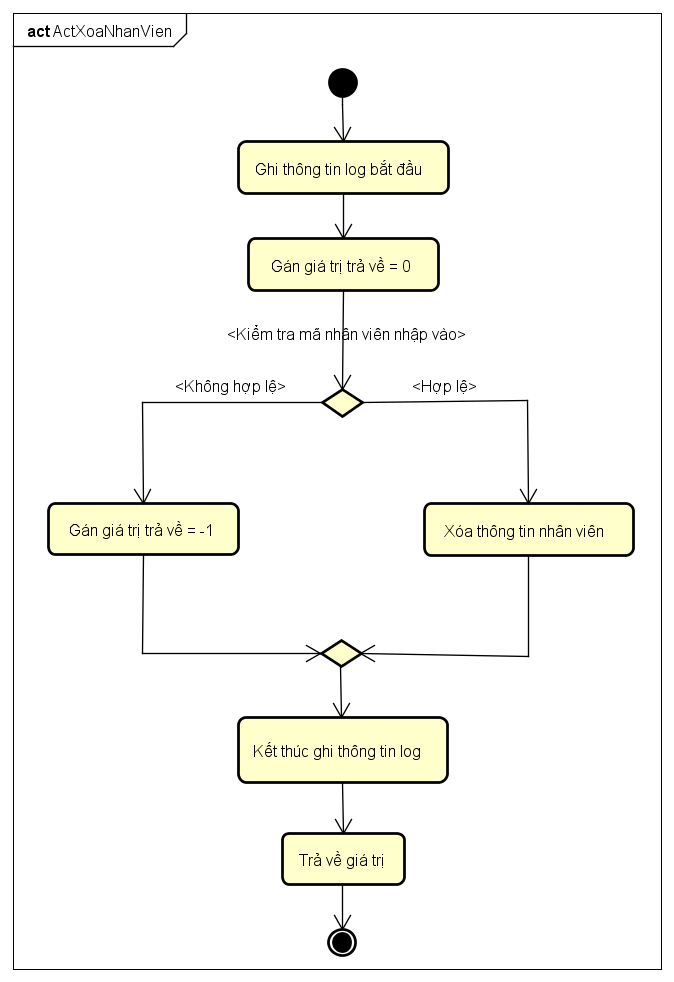 act ActXoaNhanVien
Ghi thông tin log bắt đầu
Gán giá trị trả về = 0
<Kiểm tra mã nhân viên nhập vào>
<Không hợp lệ>
<Hợp lệ>
Gán giá trị trả về = -1
Xóa thông tin nhân viên
Kết thúc ghi thông tin log
Trả về giá trị